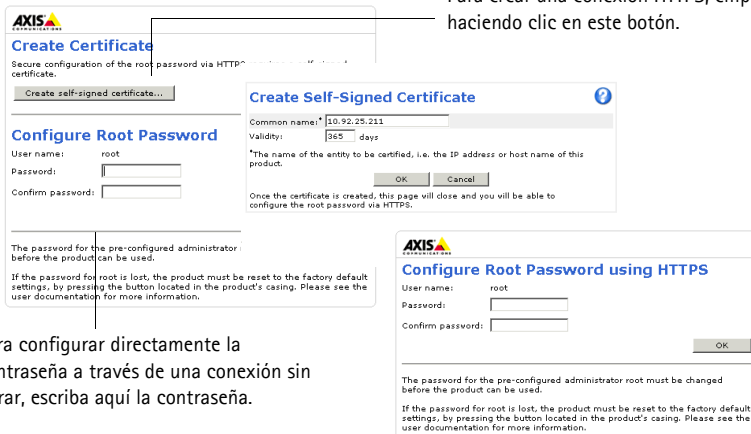 Para crear una conexión HTTPS,
haciendo clic en este botón.
AXIS
COMMUNICATIONS
Create Certificate
Secure configuration of the root password via
certificate.
Create self-signed certificate...
Configure Root Password
User name: root
Password:
Confirm password:
The password for the pre-configured administrator
before the product can be used.
If the password for root is lost, the product must be reset to the factory default
settings, by pressing the button located in the product's casing. Please see the
user documentation for more information.
Create Self-Signed Certificate
?
Common name:* 10.92.25.211
Validity: 365 days
*The name of the entity to be certified, i.e. the IP address or host name of this
product.
OK Cancel
Once the certificate is created, this page will close and you will be able to
configure the root password via HTTPS.
configurar directamente la
a través de una conexión sin
escriba aquí la contraseña.
AXIS
COMMUNICATIONS
Configure Root Password using HTTPS
User name: root
Password:
Confirm password:
OK
The password for the pre-configured administrator root must be changed
before the product can be used.
If the password for root is lost, the product must be reset to the factory default
settings, by pressing the button located in the product's casing. Please see the
user documentation for more information.